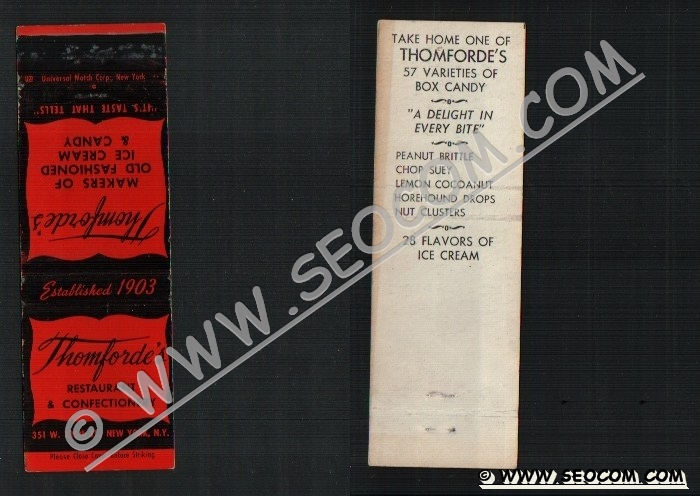 Universal Match Corp., New York
"IT'S TASTE THAT TELLS"
Thomforde's
MAKERS OF
OLD FASHIONED
ICE CREAM
& CANDY
Established 1903
Thomforde's
RESTAURANT
& CONFECTIONERY
351 W. NEW YORK, N.Y.
Please Close Cover Before Striking
TAKE HOME ONE OF
THOMFORDE'S
57 VARIETIES OF
BOX CANDY
"A DELIGHT IN
EVERY BITE"
PEANUT BRITTLE
CHOP SUEY
LEMON COCOANUT
HOREHOUND DROPS
NUT CLUSTERS
28 FLAVORS OF
ICE CREAM
© WWW.SEOCOM.COM
© WWW.SEOCOM.COM